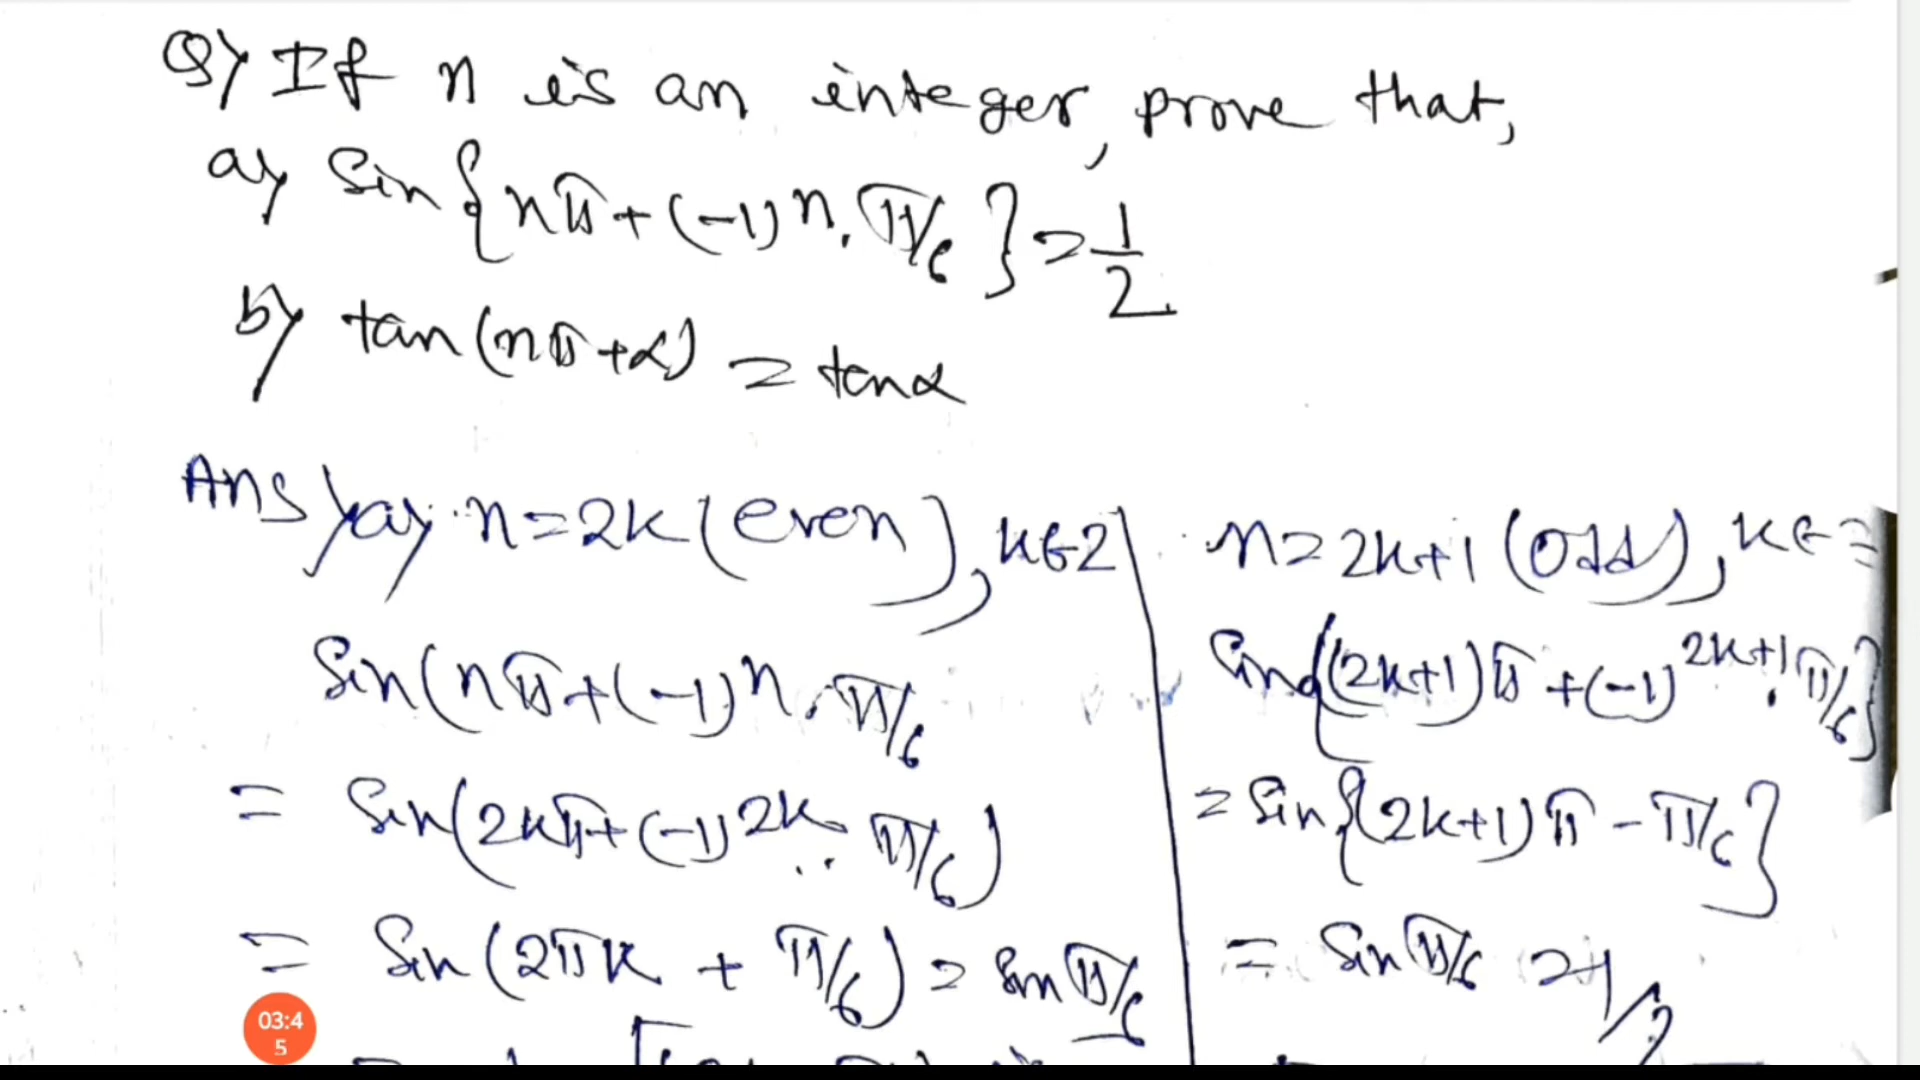 Q) If n is an integer, prove that,
a) Sin{nπ+(-1)^n.π/6}=1/2
b) tan(nπ+α) = tanα
Ans) a) n=2k(even), k∈Z
Sin(nπ+(-1)^n.π/6
= Sin(2kπ+(-1)^2k.π/6)
= Sin(2πk + π/6) = Sin π/6
n=2k+1(Odd), k∈
Sin{(2k+1)π+(-1)^2k+1.π/6}
=Sin{(2k+1)π-π/6}
= Sin π/6 = 1/2
03:4
5